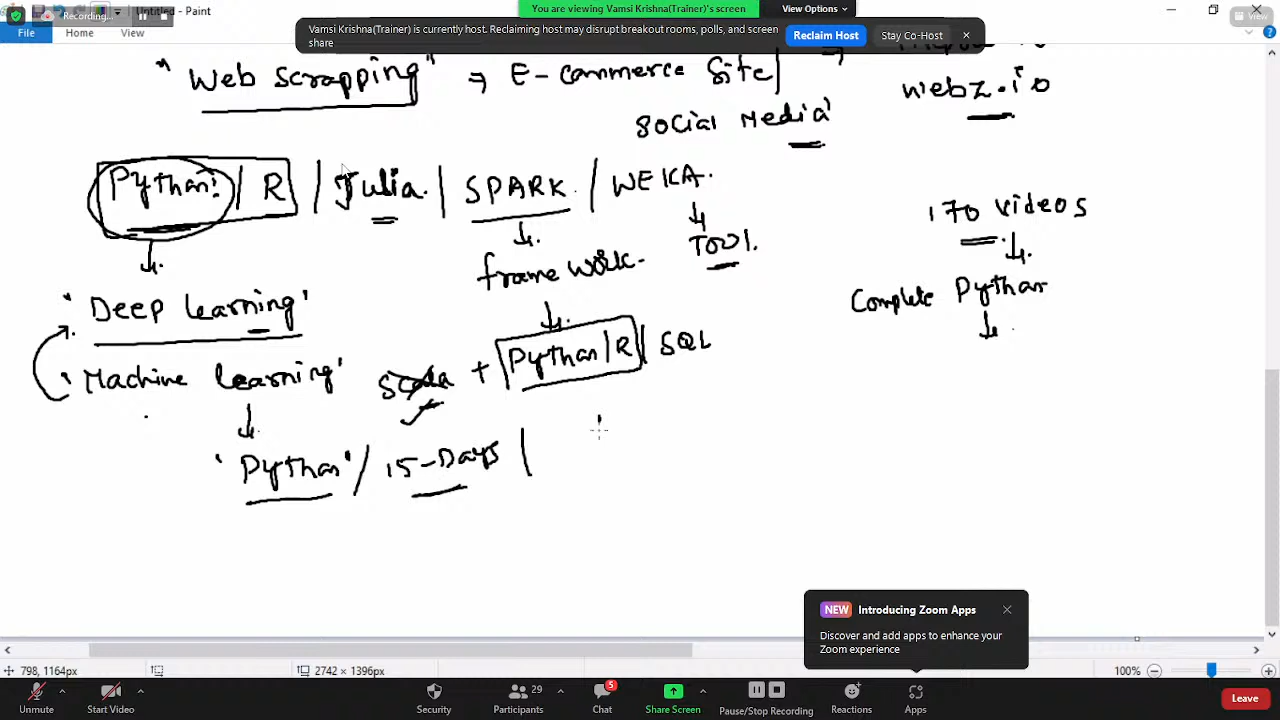 Recording...
Untitled - Paint
You are viewing Vamsi Krishna(Trainer)'s screen
View Options
View
File
Home
View
Vamsi Krishna(Trainer) is currently host. Reclaiming host may disrupt breakout rooms, polls, and screen
share
Reclaim Host
Stay Co-Host
"Web scrapping" ⇒ E-commerce Site
webz.io
social Media
Python! | R | Julia. | SPARK. | WEKA.
170 videos
Tool.
frame work.
Complete Python
'Deep learning'
'Machine learning'
Scala + Python|R | SQL
'Python' / 15-Days |
NEW Introducing Zoom Apps
Discover and add apps to enhance your
Zoom experience
798, 1164px
2742 × 1396px
100%
Unmute
Start Video
Security
29
Participants
5
Chat
Share Screen
Pause/Stop Recording
Reactions
Apps
Leave